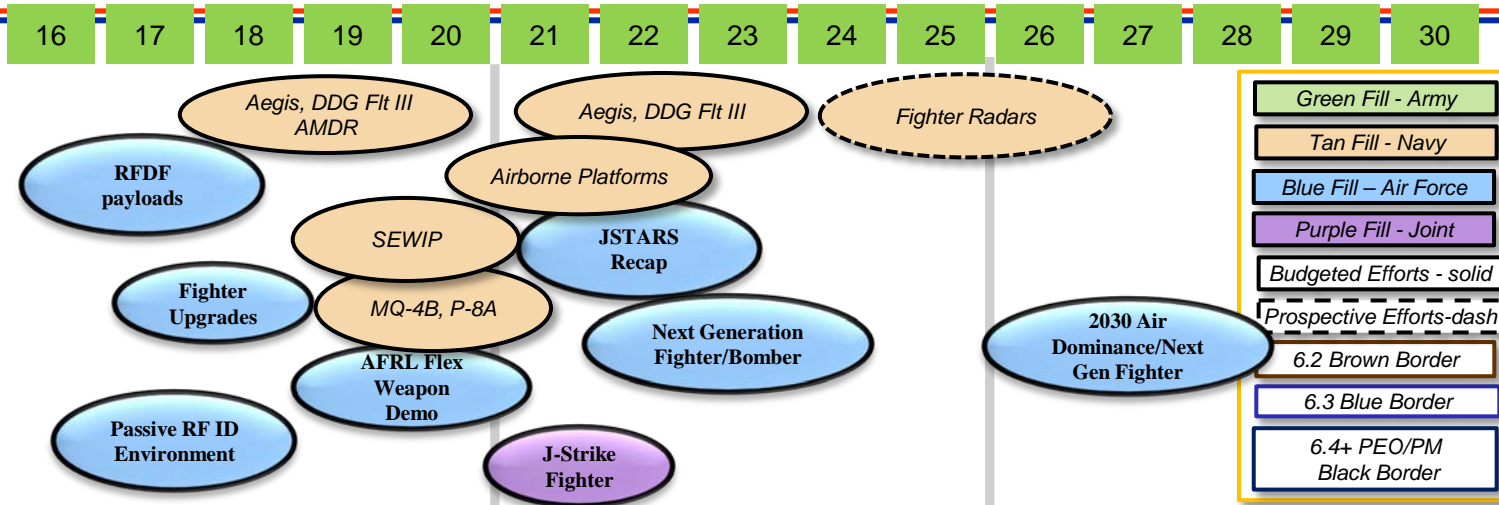 16 17 18 19 20 21 22 23 24 25 26 27 28 29 30
Aegis, DDG Flt III
AMDR
Aegis, DDG Flt III
Fighter Radars
RFDF
payloads
Airborne Platforms
SEWIP
JSTARS
Recap
Fighter
Upgrades
MQ-4B, P-8A
Next Generation
Fighter/Bomber
2030 Air
Dominance/Next
Gen Fighter
AFRL Flex
Weapon
Demo
Passive RF ID
Environment
J-Strike
Fighter
Green Fill - Army
Tan Fill - Navy
Blue Fill – Air Force
Purple Fill - Joint
Budgeted Efforts - solid
Prospective Efforts-dash
6.2 Brown Border
6.3 Blue Border
6.4+ PEO/PM
Black Border